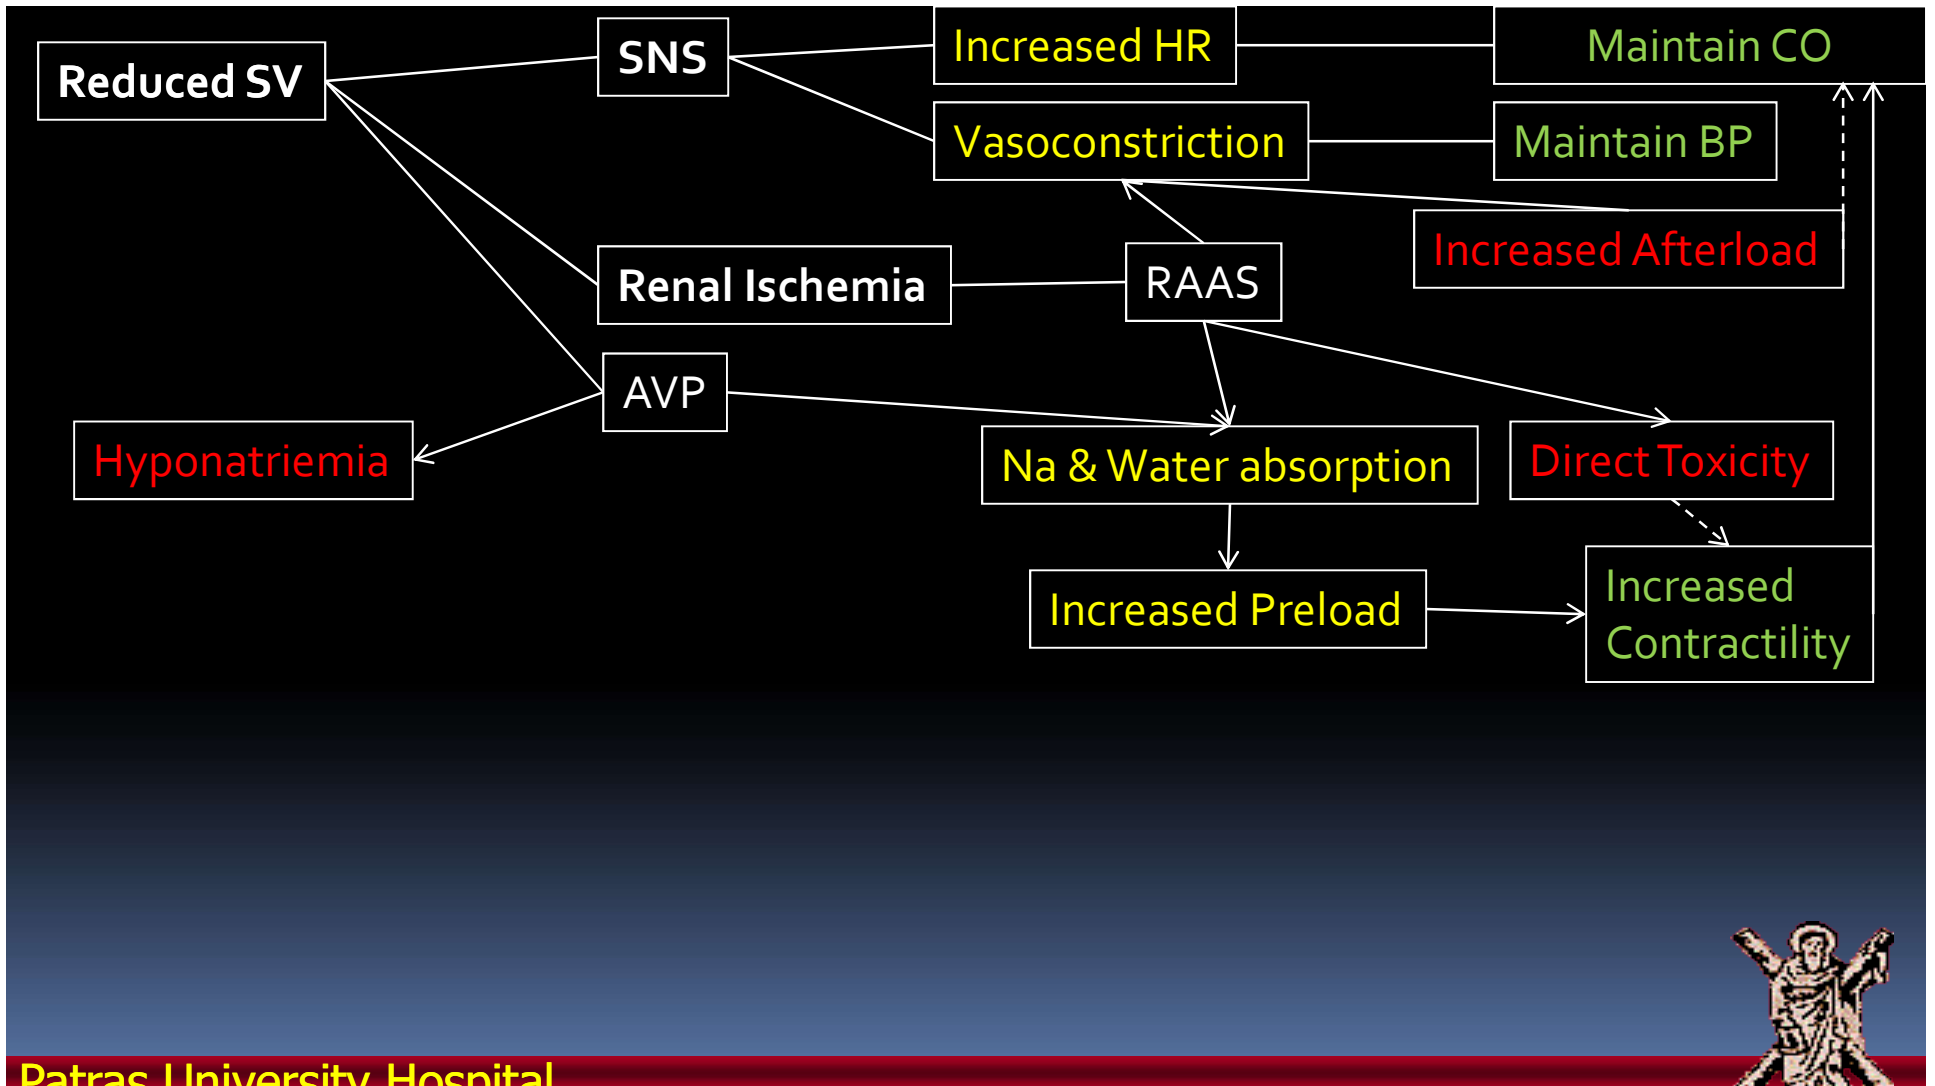 Reduced SV
SNS
Increased HR
Maintain CO
Vasoconstriction
Maintain BP
Increased Afterload
Renal Ischemia
RAAS
AVP
Hyponatriemia
Na & Water absorption
Direct Toxicity
Increased Preload
Increased
Contractility
Patras University Hospital